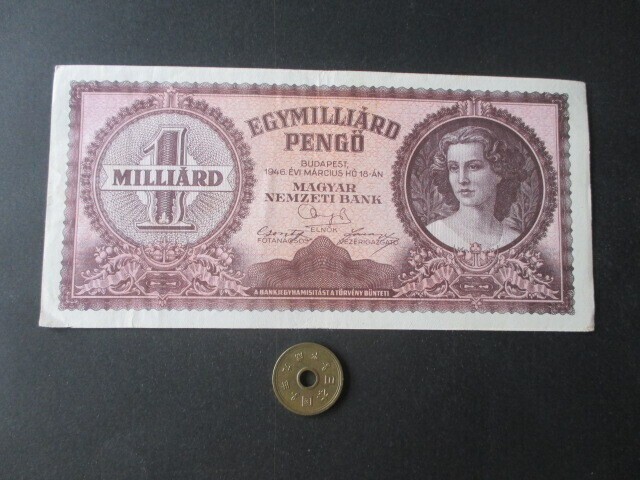 1
MILLIÁRD
EGYMILLIÁRD
PENGŐ
BUDAPEST,
1946. ÉVI MÁRCIUS HÓ 18-ÁN
MAGYAR
NEMZETI BANK
ELNÖK
FŐTANÁCSOS
VEZÉRIGAZGATÓ
A BANKJEGYHAMISÍTÁST A TÖRVÉNY BÜNTETI